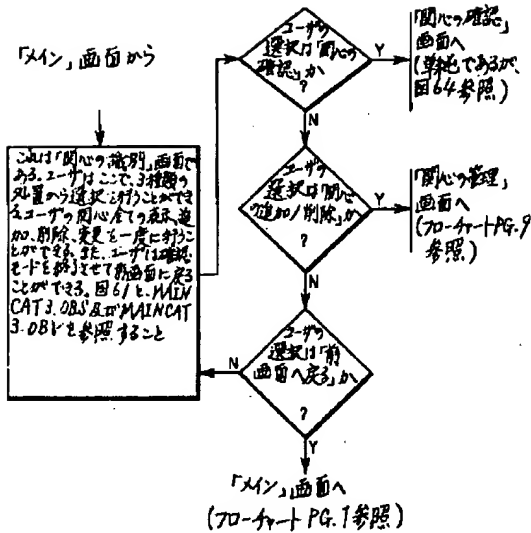 「メイン」画面から
これは「関心の識別」画面で
ある。ユーザはここで、3種類の
処置から選択を行うことができ
る。ユーザの関心全ての表示、追
加、削除、変更を一度に行うこ
とができる。また、ユーザは確認
モードを終了させて前画面に戻る
ことができる。図61と、MAIN
CAT3.OBS及びMAINCAT
3.OBVを参照すること
ユーザの
選択は「関心の
確認」か
?
Y
「関心の確認」
画面へ
(単純であるが、
図64参照)
N
ユーザの
選択は「関心
の追加/削除」か
?
Y
「関心の管理」
画面へ
(フローチャートPG.9
参照)
N
ユーザの
選択は「前
画面へ戻る」か
?
N
Y
「メイン」画面へ
(フローチャートPG.1参照)